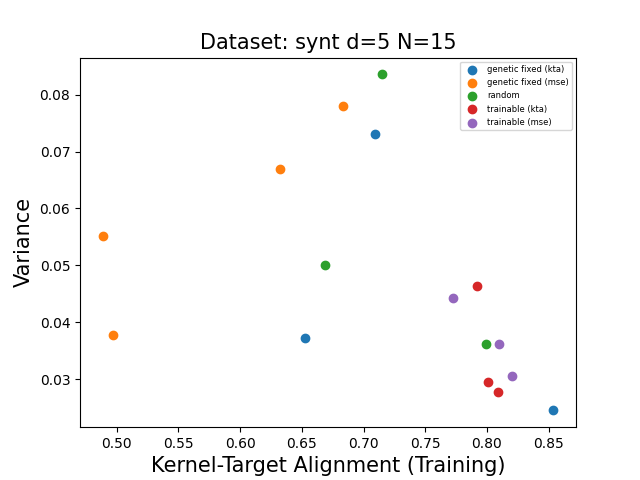 Dataset: synt d=5 N=15
genetic fixed (kta)
genetic fixed (mse)
random
trainable (kta)
trainable (mse)
Variance
0.08
0.07
0.06
0.05
0.04
0.03
0.50 0.55 0.60 0.65 0.70 0.75 0.80 0.85
Kernel-Target Alignment (Training)